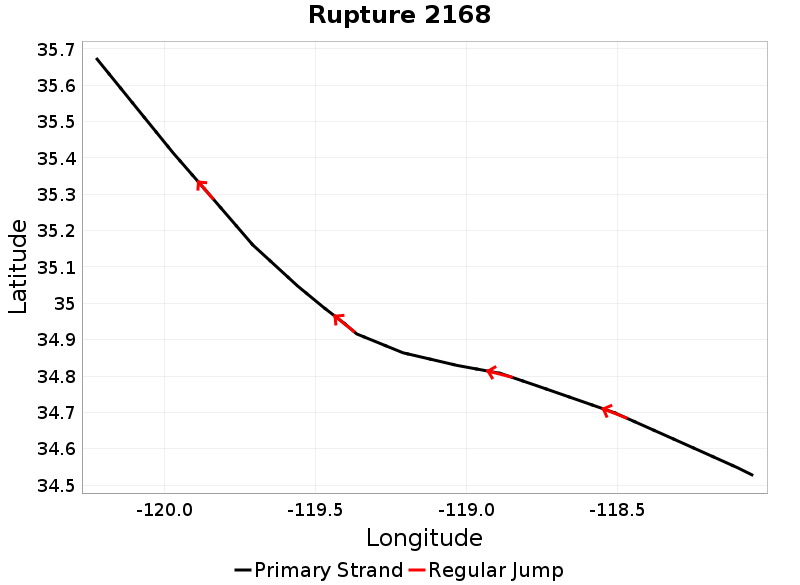 Rupture 2168
35.7
35.6
35.5
35.4
35.3
35.2
35.1
35
34.9
34.8
34.7
34.6
34.5
Latitude
-120.0 -119.5 -119.0 -118.5
Longitude
Primary Strand Regular Jump